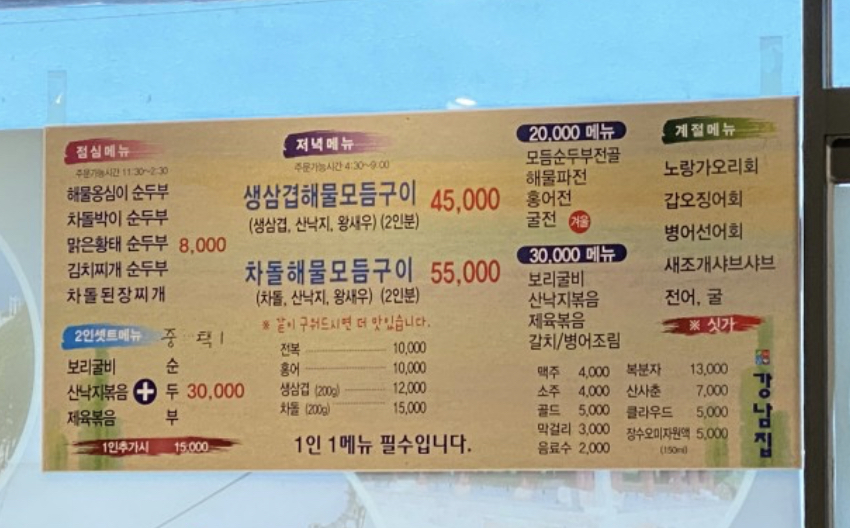 점심메뉴
주문가능시간 11:30~2:30
해물옹심이 순두부
차돌박이 순두부
맑은황태 순두부 8,000
김치찌개 순두부
차돌된장찌개
2인셋트메뉴 중 택1
보리굴비 순
산낙지볶음 + 두 30,000
제육볶음 부
1인추가시 15,000
저녁메뉴
주문가능시간 4:30~9:00
생삼겹해물모듬구이 45,000
(생삼겹, 산낙지, 왕새우) (2인분)
차돌해물모듬구이 55,000
(차돌, 산낙지, 왕새우) (2인분)
※ 같이 구워드시면 더 맛있습니다.
전복 10,000
홍어 10,000
생삼겹 (200g) 12,000
차돌 (200g) 15,000
1인 1메뉴 필수입니다.
20,000 메뉴
모듬순두부전골
해물파전
홍어전
굴전 겨울
30,000 메뉴
보리굴비
산낙지볶음
제육볶음
갈치/병어조림
맥주 4,000
소주 4,000
골드 5,000
막걸리 3,000
음료수 2,000
복분자 13,000
산사춘 7,000
클라우드 5,000
장수오미자원액 5,000
(150ml)
계절메뉴
노랑가오리회
갑오징어회
병어선어회
새조개샤브샤브
전어, 굴
※ 싯가
강남집